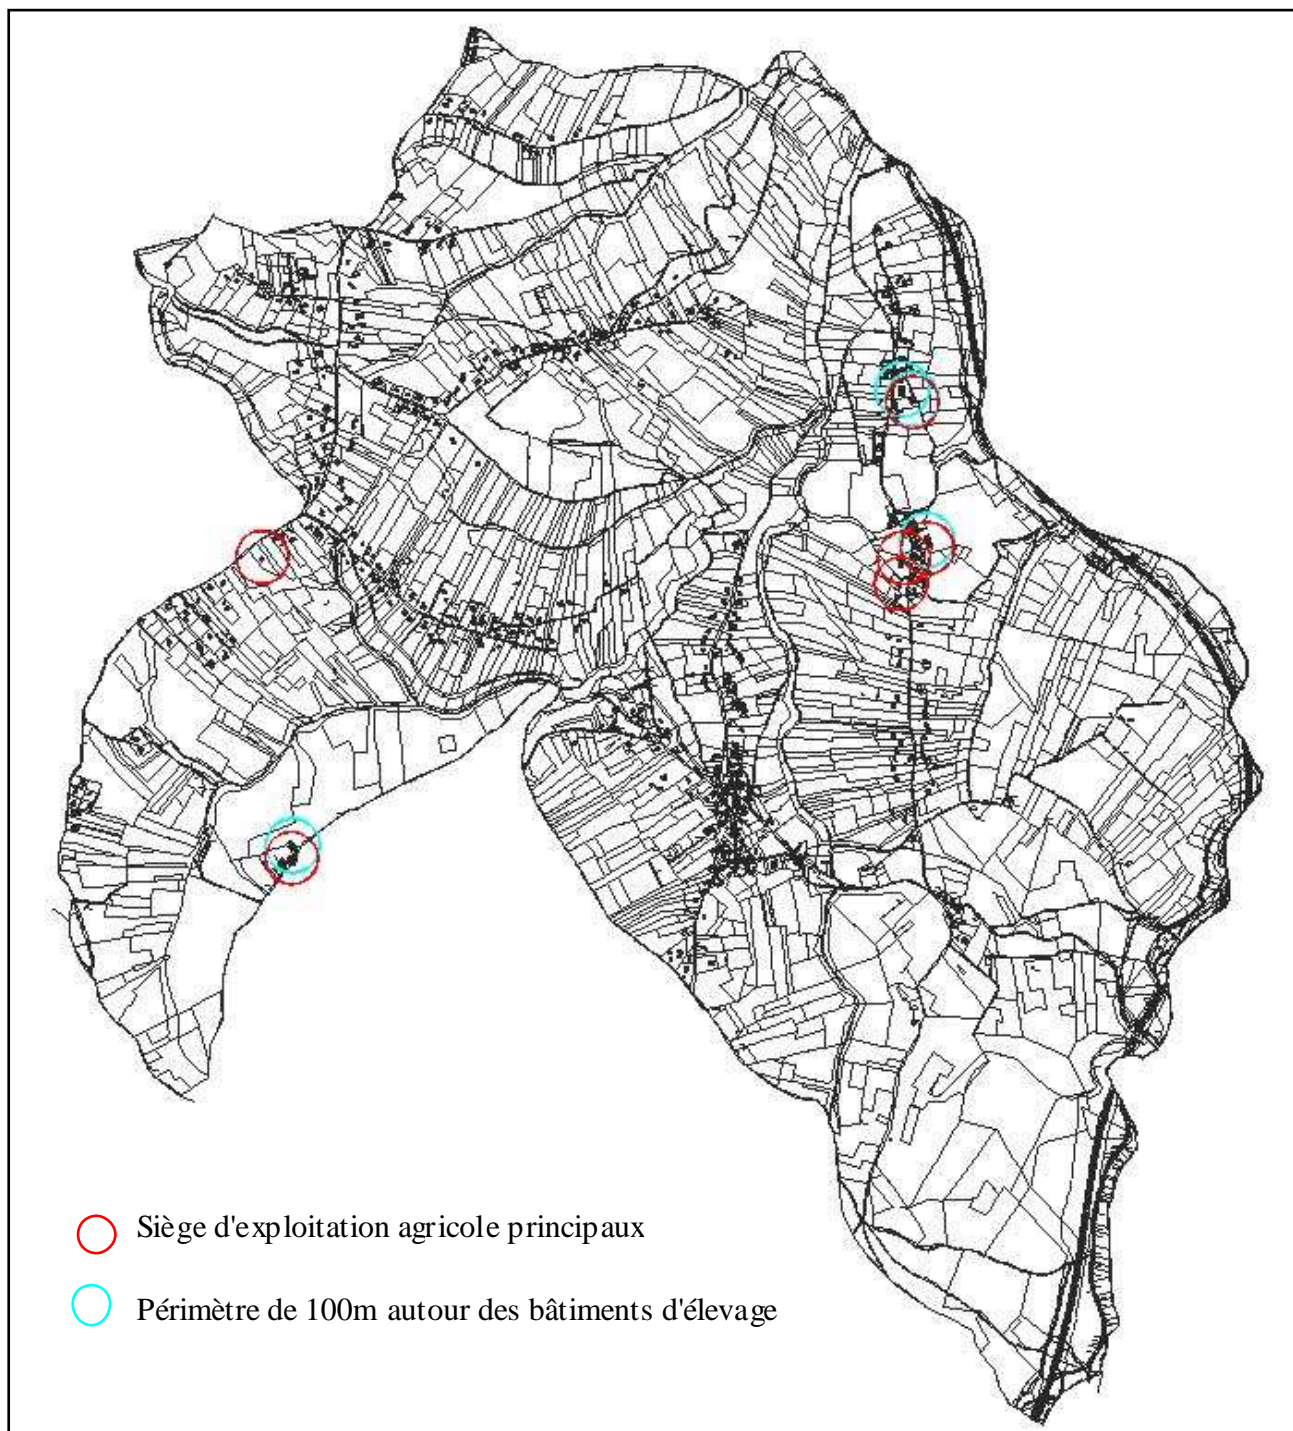 Siège d'exploitation agricole principaux
Périmètre de 100m autour des bâtiments d'élevage